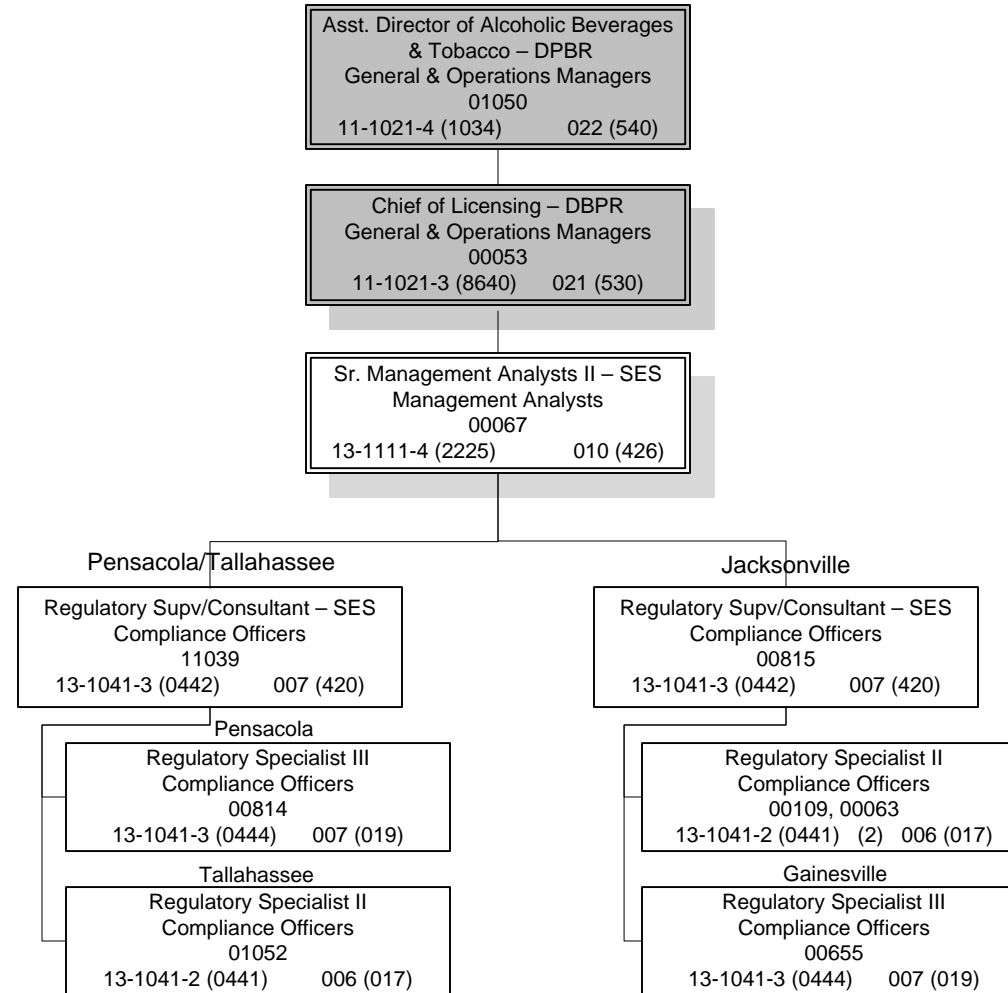 Asst. Director of Alcoholic Beverages
& Tobacco – DPBR
General & Operations Managers
01050
11-1021-4 (1034) 022 (540)
Chief of Licensing – DBPR
General & Operations Managers
00053
11-1021-3 (8640) 021 (530)
Sr. Management Analysts II – SES
Management Analysts
00067
13-1111-4 (2225) 010 (426)
Pensacola/Tallahassee
Regulatory Supv/Consultant – SES
Compliance Officers
11039
13-1041-3 (0442) 007 (420)
Pensacola
Regulatory Specialist III
Compliance Officers
00814
13-1041-3 (0444) 007 (019)
Tallahassee
Regulatory Specialist II
Compliance Officers
01052
13-1041-2 (0441) 006 (017)
Jacksonville
Regulatory Supv/Consultant – SES
Compliance Officers
00815
13-1041-3 (0442) 007 (420)
Regulatory Specialist II
Compliance Officers
00109, 00063
13-1041-2 (0441) (2) 006 (017)
Gainesville
Regulatory Specialist III
Compliance Officers
00655
13-1041-3 (0444) 007 (019)